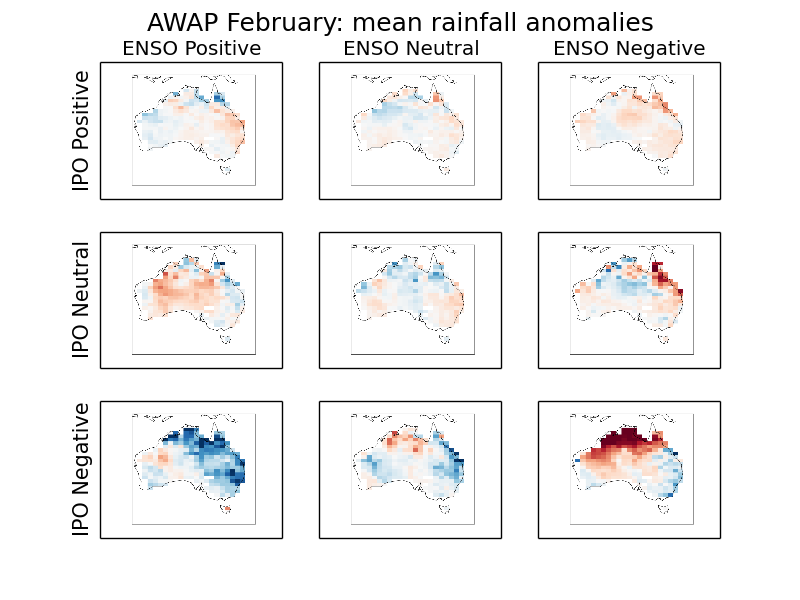 AWAP February: mean rainfall anomalies
ENSO Positive
ENSO Neutral
ENSO Negative
IPO Positive
IPO Neutral
IPO Negative